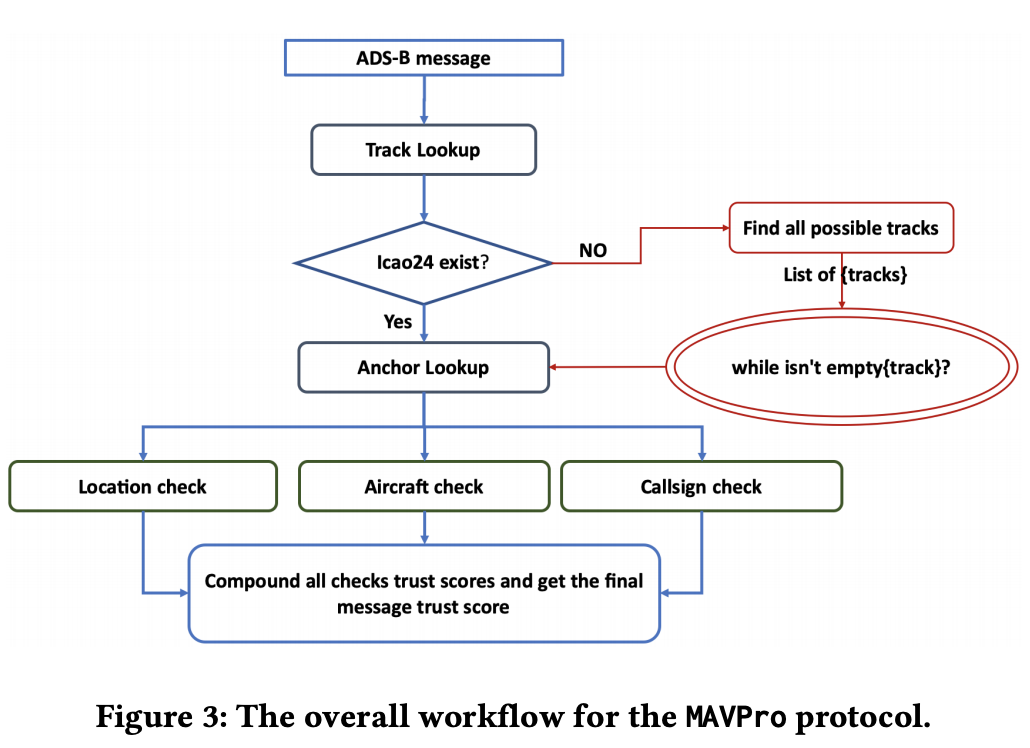 ADS-B message
Track Lookup
Icao24 exist?
NO
Find all possible tracks
List of {tracks}
Yes
Anchor Lookup
while isn't empty{track}?
Location check
Aircraft check
Callsign check
Compound all checks trust scores and get the final
message trust score
Figure 3: The overall workflow for the MAVPro protocol.